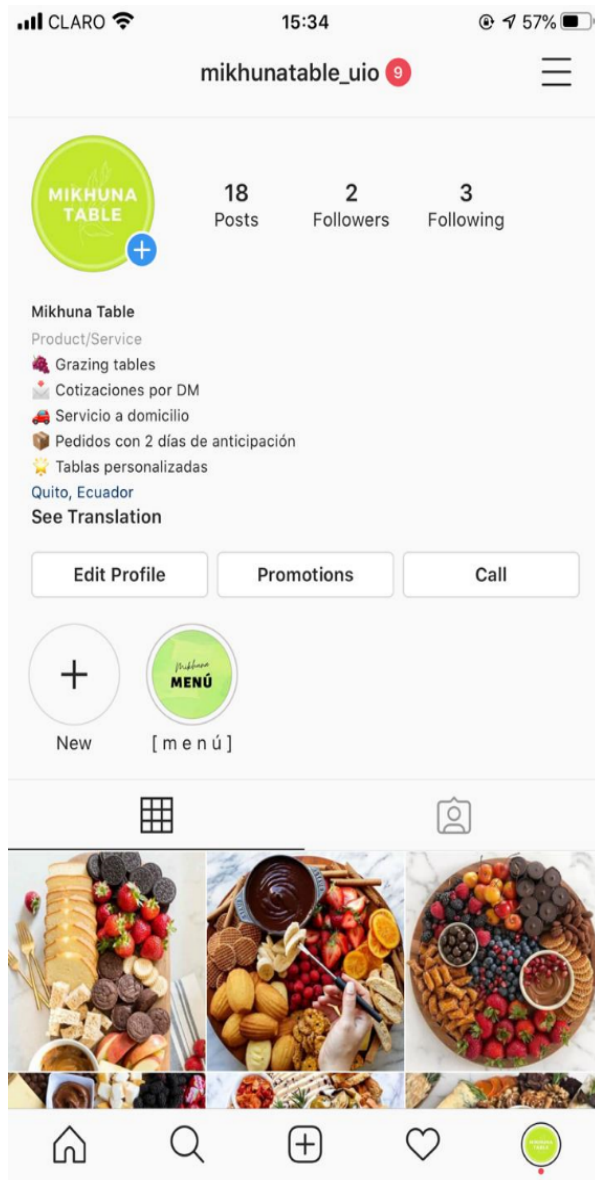 CLARO 15:34 57%
mikhunatable_uio 9
MIKHUNA
TABLE
18 2 3
Posts Followers Following
Mikhuna Table
Product/Service
Grazing tables
Cotizaciones por DM
Servicio a domicilio
Pedidos con 2 días de anticipación
Tablas personalizadas
Quito, Ecuador
See Translation
Edit Profile Promotions Call
Mikhuna
MENÚ
New [ m e n ú ]
MIKHUNA
TABLE